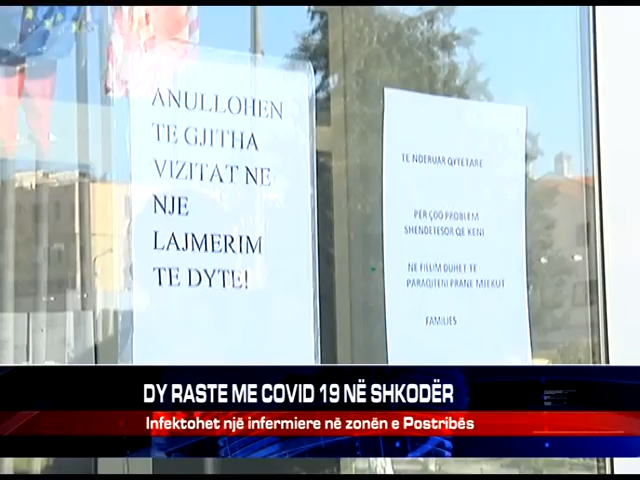 ANULLOHEN
TE GJITHA
VIZITAT NE
NJE
LAJMERIM
TE DYTE!
TE NDERUAR QYTETARE
PER ÇDO PROBLEM
SHENDETESOR QE KENI
NE FILLIM DUHET TE
PARAQITENI PRANE MJEKUT
FAMILJES
DY RASTE ME COVID 19 NË SHKODËR
Infektohet një infermiere në zonën e Postribës